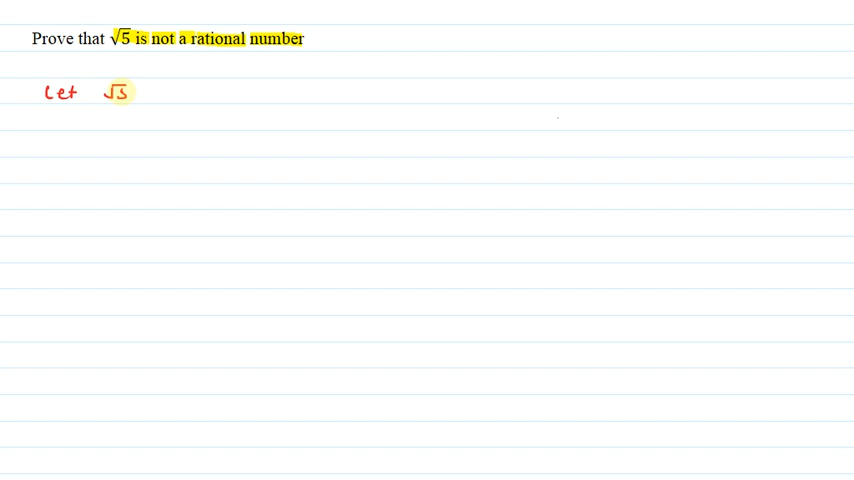 Prove that √5 is not a rational number
Let √5